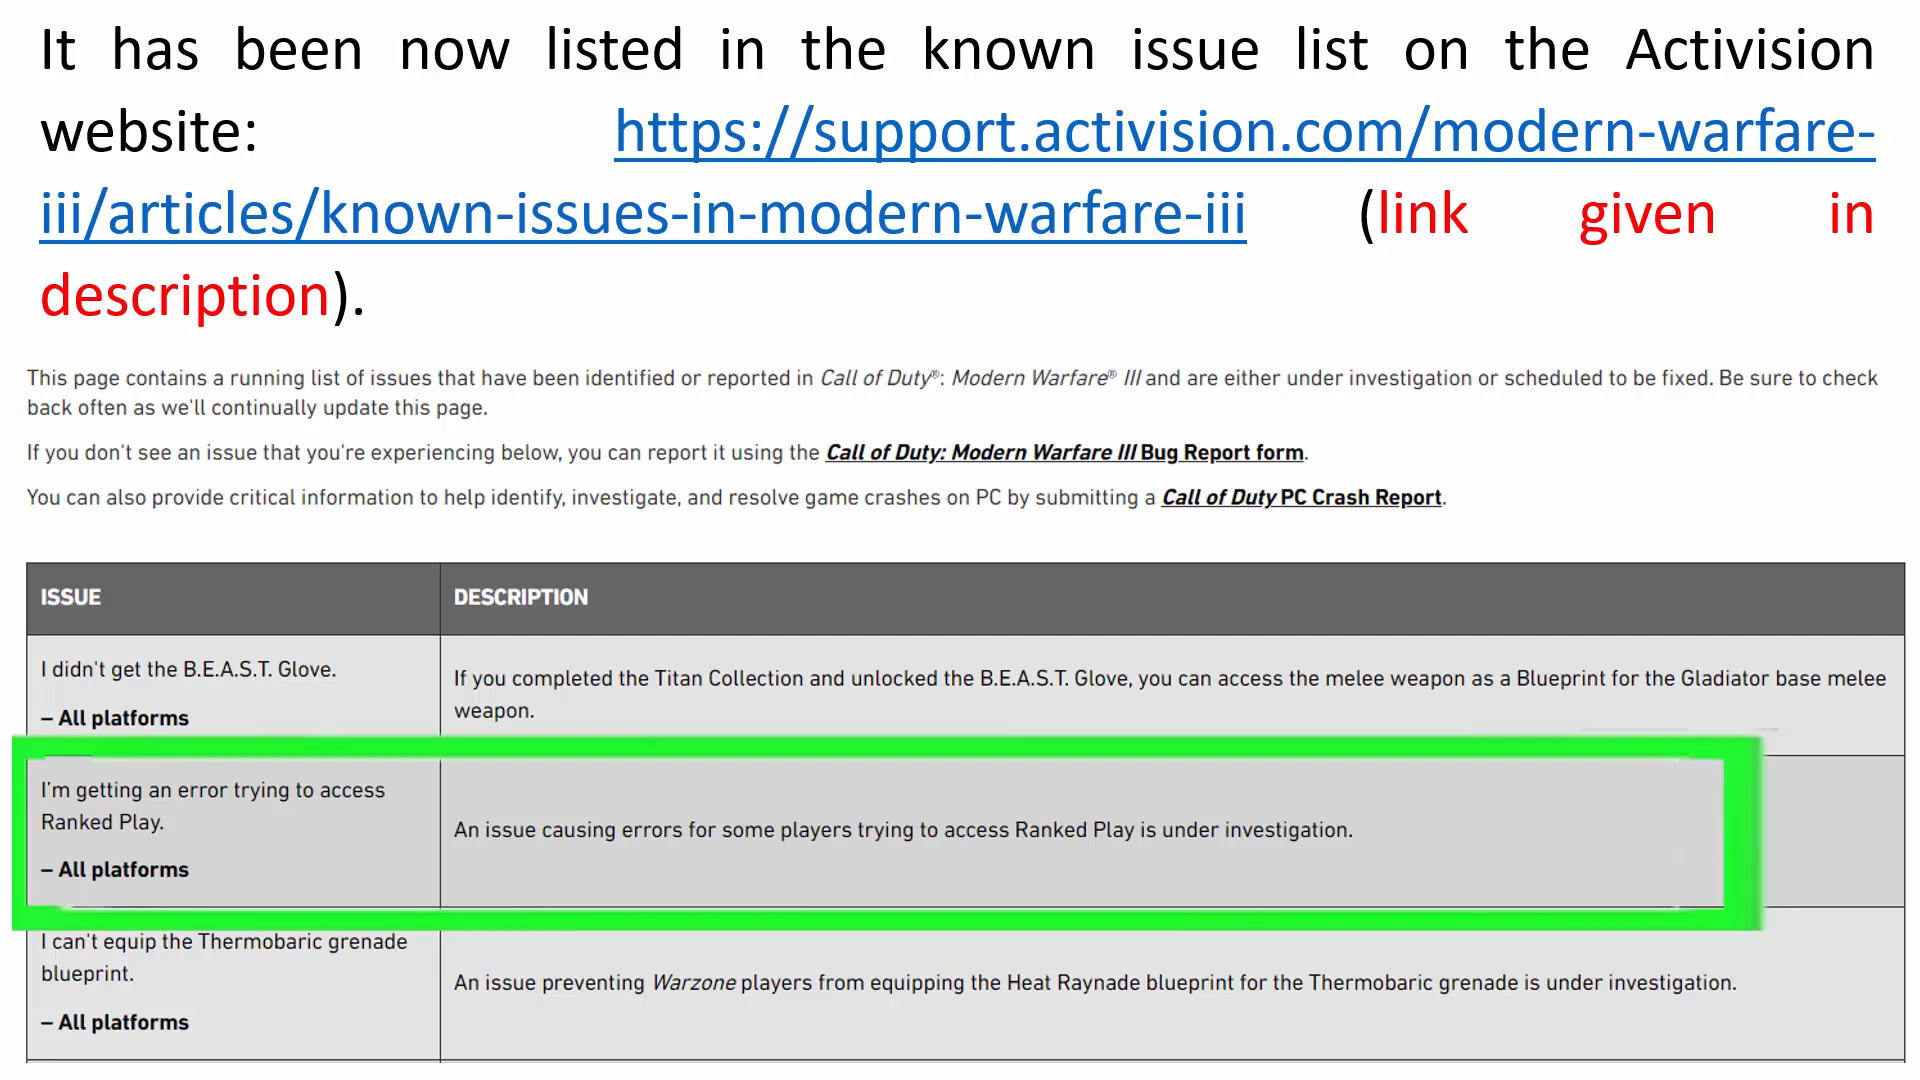 It has been now listed in the known issue list on the Activision
website: https://support.activision.com/modern-warfare-
iii/articles/known-issues-in-modern-warfare-iii (link given in
description).
This page contains a running list of issues that have been identified or reported in Call of Duty®: Modern Warfare® III and are either under investigation or scheduled to be fixed. Be sure to check
back often as we'll continually update this page.
If you don't see an issue that you're experiencing below, you can report it using the Call of Duty: Modern Warfare III Bug Report form.
You can also provide critical information to help identify, investigate, and resolve game crashes on PC by submitting a Call of Duty PC Crash Report.
ISSUE
DESCRIPTION
I didn't get the B.E.A.S.T. Glove.
– All platforms
If you completed the Titan Collection and unlocked the B.E.A.S.T. Glove, you can access the melee weapon as a Blueprint for the Gladiator base melee
weapon.
I'm getting an error trying to access
Ranked Play.
– All platforms
An issue causing errors for some players trying to access Ranked Play is under investigation.
I can't equip the Thermobaric grenade
blueprint.
– All platforms
An issue preventing Warzone players from equipping the Heat Raynade blueprint for the Thermobaric grenade is under investigation.